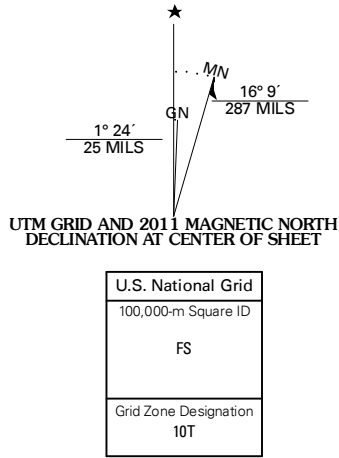 ★
MN
GN
16° 9´
287 MILS
1° 24´
25 MILS
UTM GRID AND 2011 MAGNETIC NORTH
DECLINATION AT CENTER OF SHEET
U.S. National Grid
100,000-m Square ID
FS
Grid Zone Designation
10T